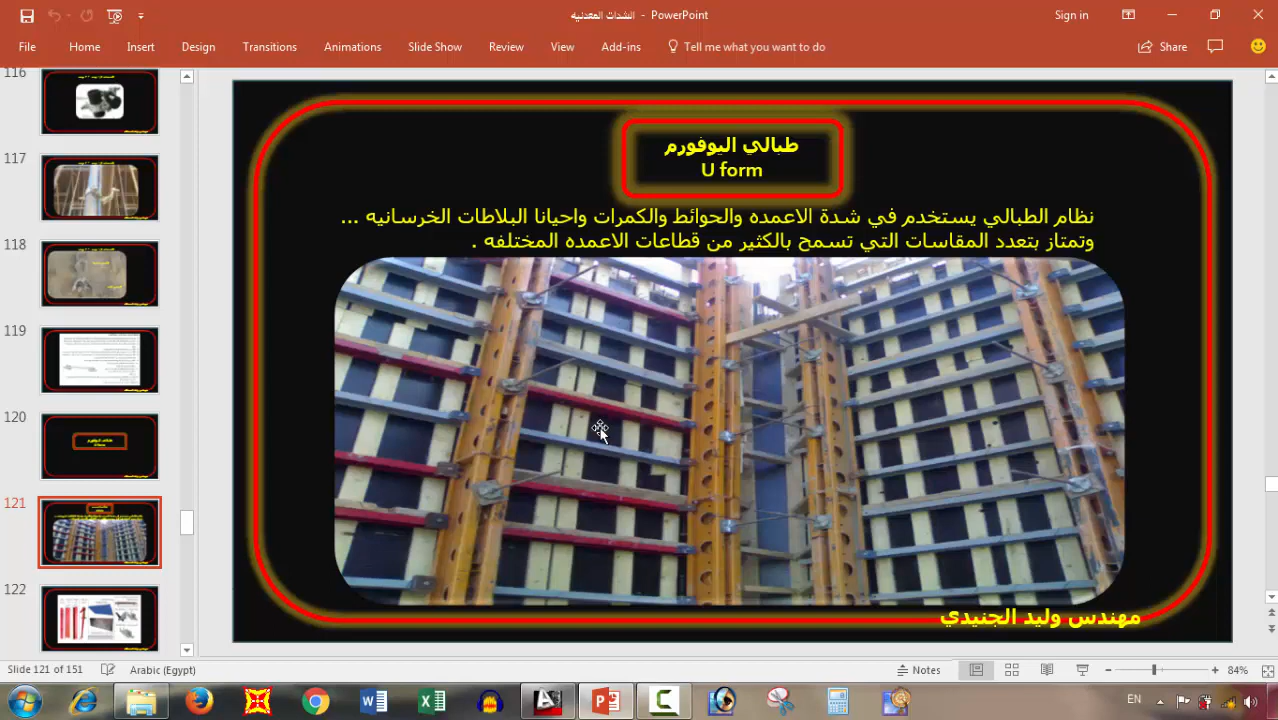 الشدات المعدنيه - PowerPoint
Sign in
File Home Insert Design Transitions Animations Slide Show Review View Add-ins Tell me what you want to do Share
116
117
118
119
120
121
122
طبالي اليوفورم
U form
نظام الطبالي يستخدم في شدة الاعمده والحوائط والكمرات واحيانا البلاطات الخرسانيه ...
وتمتاز بتعدد المقاسات التي تسمح بالكثير من قطاعات الاعمده المختلفه .
مهندس وليد الجنيدي
Slide 121 of 151 Arabic (Egypt) Notes 84%
EN 12:37 PM